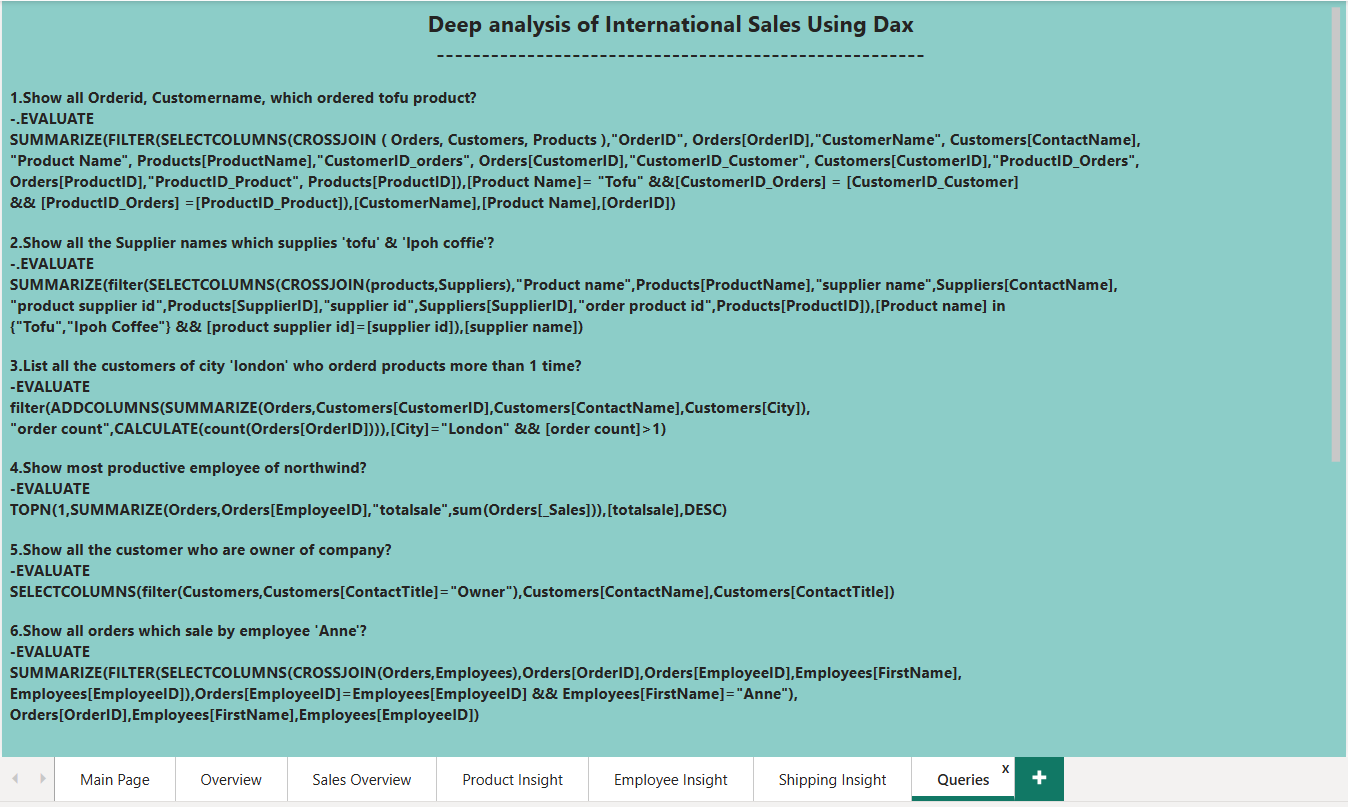 Deep analysis of International Sales Using Dax
------------------------------------------------------
1.Show all Orderid, Customername, which ordered tofu product?
-.EVALUATE
SUMMARIZE(FILTER(SELECTCOLUMNS(CROSSJOIN ( Orders, Customers, Products ),"OrderID", Orders[OrderID],"CustomerName", Customers[ContactName],
"Product Name", Products[ProductName],"CustomerID_orders", Orders[CustomerID],"CustomerID_Customer", Customers[CustomerID],"ProductID_Orders",
Orders[ProductID],"ProductID_Product", Products[ProductID]),[Product Name]= "Tofu" &&[CustomerID_Orders] = [CustomerID_Customer]
&& [ProductID_Orders] =[ProductID_Product]),[CustomerName],[Product Name],[OrderID])
2.Show all the Supplier names which supplies 'tofu' & 'Ipoh coffie'?
-.EVALUATE
SUMMARIZE(filter(SELECTCOLUMNS(CROSSJOIN(products,Suppliers),"Product name",Products[ProductName],"supplier name",Suppliers[ContactName],
"product supplier id",Products[SupplierID],"supplier id",Suppliers[SupplierID],"order product id",Products[ProductID]),[Product name] in
{"Tofu","Ipoh Coffee"} && [product supplier id]=[supplier id]),[supplier name])
3.List all the customers of city 'london' who orderd products more than 1 time?
-EVALUATE
filter(ADDCOLUMNS(SUMMARIZE(Orders,Customers[CustomerID],Customers[ContactName],Customers[City]),
"order count",CALCULATE(count(Orders[OrderID]))),[City]="London" && [order count]>1)
4.Show most productive employee of northwind?
-EVALUATE
TOPN(1,SUMMARIZE(Orders,Orders[EmployeeID],"totalsale",sum(Orders[_Sales])),[totalsale],DESC)
5.Show all the customer who are owner of company?
-EVALUATE
SELECTCOLUMNS(filter(Customers,Customers[ContactTitle]="Owner"),Customers[ContactName],Customers[ContactTitle])
6.Show all orders which sale by employee 'Anne'?
-EVALUATE
SUMMARIZE(FILTER(SELECTCOLUMNS(CROSSJOIN(Orders,Employees),Orders[OrderID],Orders[EmployeeID],Employees[FirstName],
Employees[EmployeeID]),Orders[EmployeeID]=Employees[EmployeeID] && Employees[FirstName]="Anne"),
Orders[OrderID],Employees[FirstName],Employees[EmployeeID])
Main Page Overview Sales Overview Product Insight Employee Insight Shipping Insight Queries x +